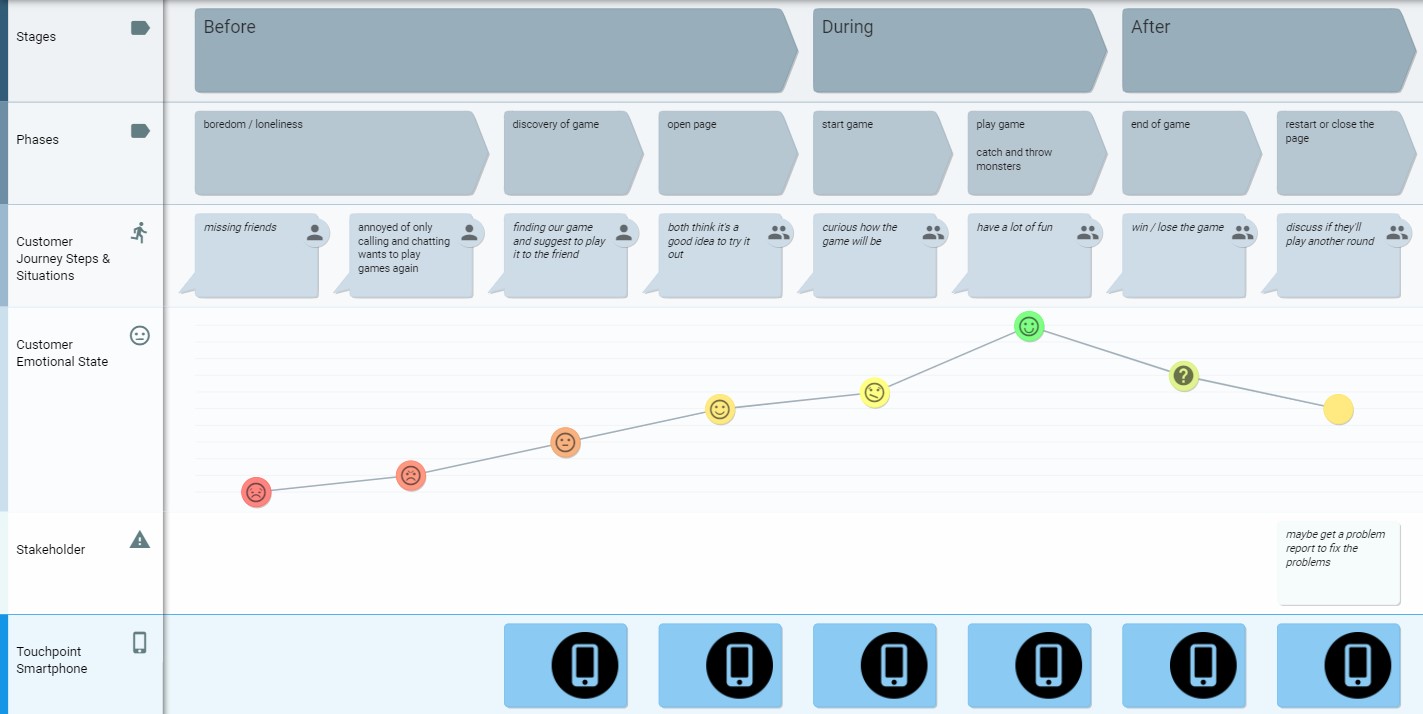 Stages
Before
During
After
Phases
boredom / loneliness
discovery of game
open page
start game
play game
catch and throw
monsters
end of game
restart or close the
page
Customer
Journey Steps &
Situations
missing friends
annoyed of only
calling and chatting
wants to play
games again
finding our game
and suggest to play
it to the friend
both think it's a
good idea to try it
out
curious how the
game will be
have a lot of fun
win / lose the game
discuss if they'll
play another round
Customer
Emotional State
?
Stakeholder
maybe get a problem
report to fix the
problems
Touchpoint
Smartphone